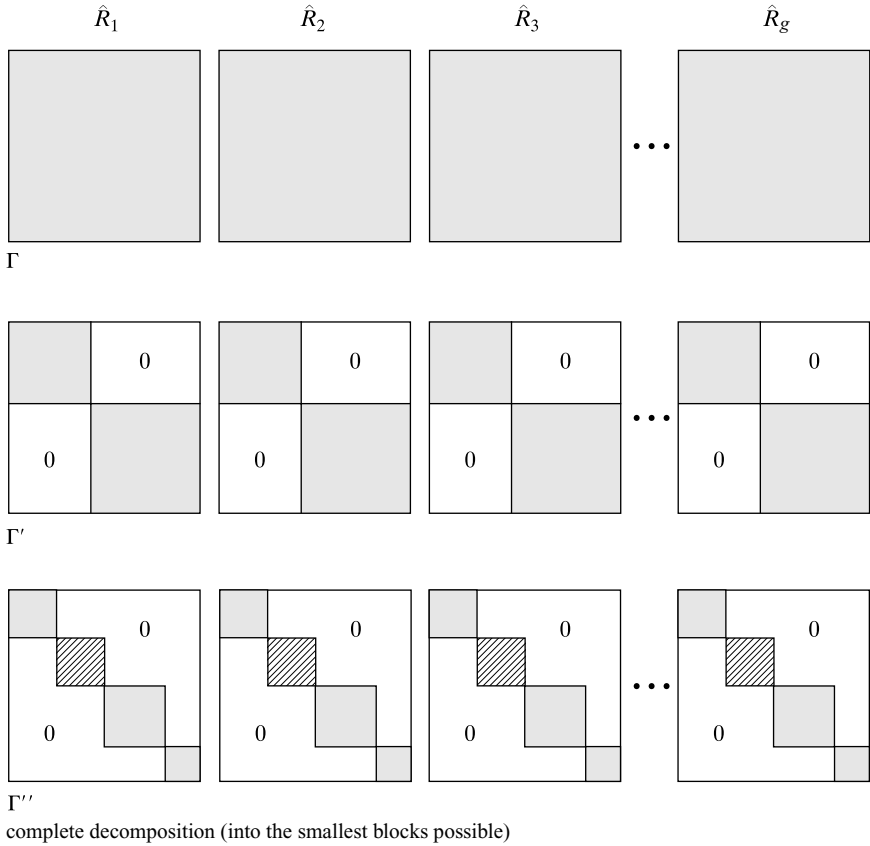 R̂₁ R̂₂ R̂₃ R̂g
• • •
Γ
0 0 0 0
• • •
0 0 0 0
Γ′
0 0 0 0
• • •
0 0 0 0
Γ′′
complete decomposition (into the smallest blocks possible)